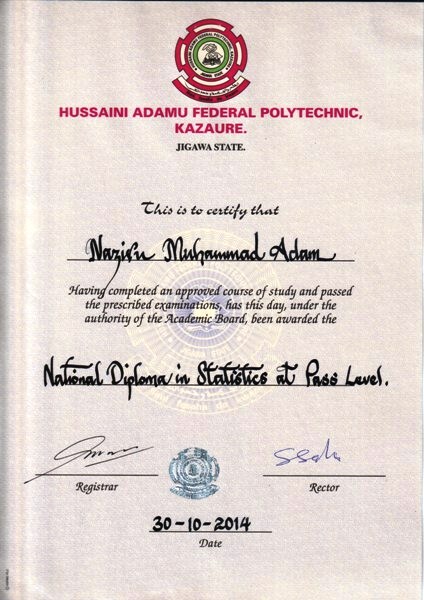 HUSSAINI ADAMU FEDERAL POLYTECHNIC,
KAZAURE.
JIGAWA STATE.
This is to certify that
Nazifu Muhammad Adam
Having completed an approved course of study and passed
the prescribed examinations, has this day, under the
authority of the Academic Board, been awarded the
National Diploma in Statistics at Pass Level.
Registrar
Rector
30-10-2014
Date